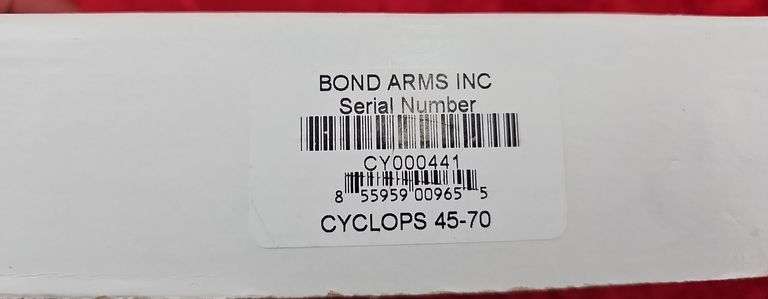 BOND ARMS INC
Serial Number
CY000441
8 55959 00965 5
CYCLOPS 45-70